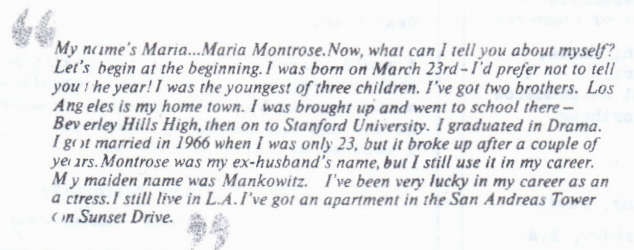 My name's Maria...Maria Montrose. Now, what can I tell you about myself?
Let's begin at the beginning. I was born on March 23rd - I'd prefer not to tell
you the year! I was the youngest of three children. I've got two brothers. Los
Angeles is my home town. I was brought up and went to school there —
Beverley Hills High, then on to Stanford University. I graduated in Drama.
I got married in 1966 when I was only 23, but it broke up after a couple of
years. Montrose was my ex-husband's name, but I still use it in my career.
My maiden name was Mankowitz. I've been very lucky in my career as an
actress. I still live in L.A. I've got an apartment in the San Andreas Tower
on Sunset Drive.